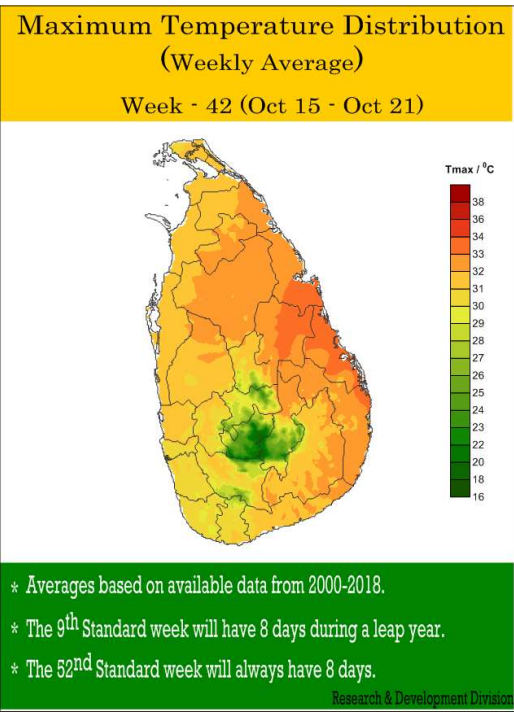 Maximum Temperature Distribution
(Weekly Average)
Week - 42 (Oct 15 - Oct 21)
Tmax / ⁰C
38
36
34
33
32
31
30
29
28
27
26
25
24
23
22
20
18
16
* Averages based on available data from 2000-2018.
* The 9th Standard week will have 8 days during a leap year.
* The 52nd Standard week will always have 8 days.
Research & Development Division